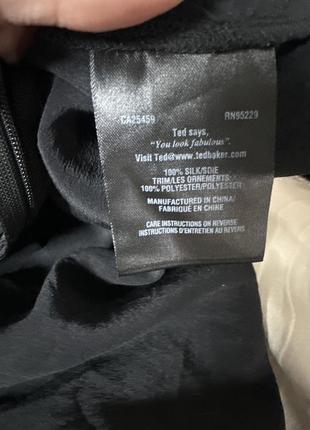 CA25459 RN95229
Ted says,
"You look fabulous".
Visit Ted@www.tedbaker.com
100% SILK/SOIE
TRIM/LES ORNEMENTS:
100% POLYESTER/POLYESTER
MANUFACTURED IN CHINA/
FABRIQUÉ EN CHINE
CARE INSTRUCTIONS ON REVERSE
INSTRUCTIONS D'ENTRETIEN AU REVERS